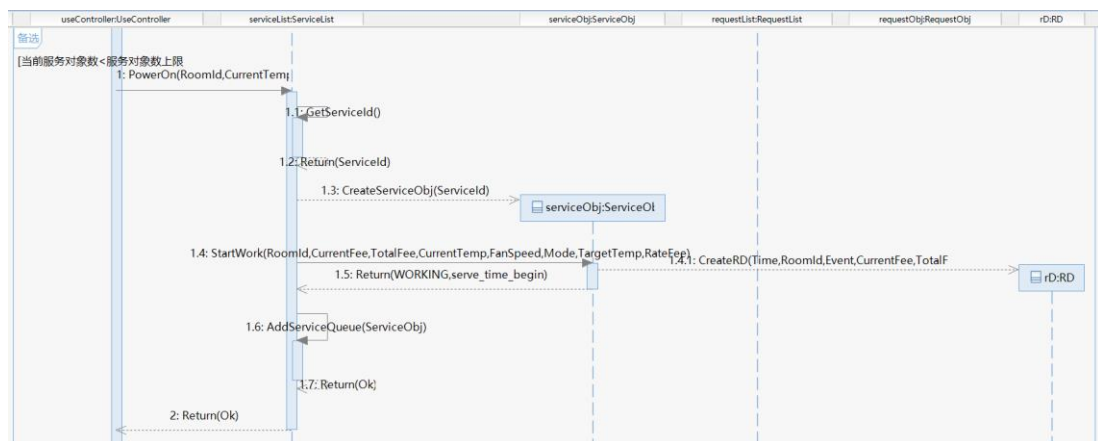 useController:UseController serviceList:ServiceList serviceObj:ServiceObj requestList:RequestList requestObj:RequestObj rD:RD
备选
[当前服务对象数<服务对象数上限
1: PowerOn(RoomId,CurrentTemp
1.1: GetServiceId()
1.2: Return(ServiceId)
1.3: CreateServiceObj(ServiceId)
serviceObj:ServiceOb
1.4: StartWork(RoomId,CurrentFee,TotalFee,CurrentTemp,FanSpeed,Mode,TargetTemp,RateFee)
1.4.1: CreateRD(Time,RoomId,Event,CurrentFee,TotalF
1.5: Return(WORKING,serve_time_begin)
rD:RD
1.6: AddServiceQueue(ServiceObj)
1.7: Return(Ok)
2: Return(Ok)